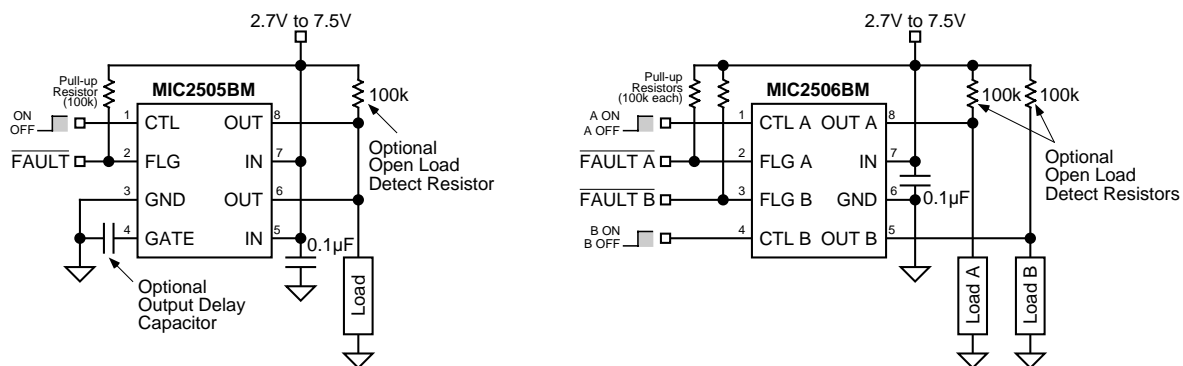 2.7V to 7.5V
Pull-up
Resistor
(100k)
MIC2505BM
100k
ON
OFF
1
CTL
OUT
8
FAULT
2
FLG
IN
7
Optional
Open Load
Detect Resistor
3
GND
OUT
6
4
GATE
IN
5
0.1µF
Optional
Output Delay
Capacitor
Load
2.7V to 7.5V
Pull-up
Resistors
(100k each)
MIC2506BM
100k
100k
A ON
A OFF
1
CTL A
OUT A
8
FAULT A
2
FLG A
IN
7
Optional
Open Load
Detect Resistors
FAULT B
3
FLG B
GND
6
0.1µF
B ON
B OFF
4
CTL B
OUT B
5
Load A
Load B